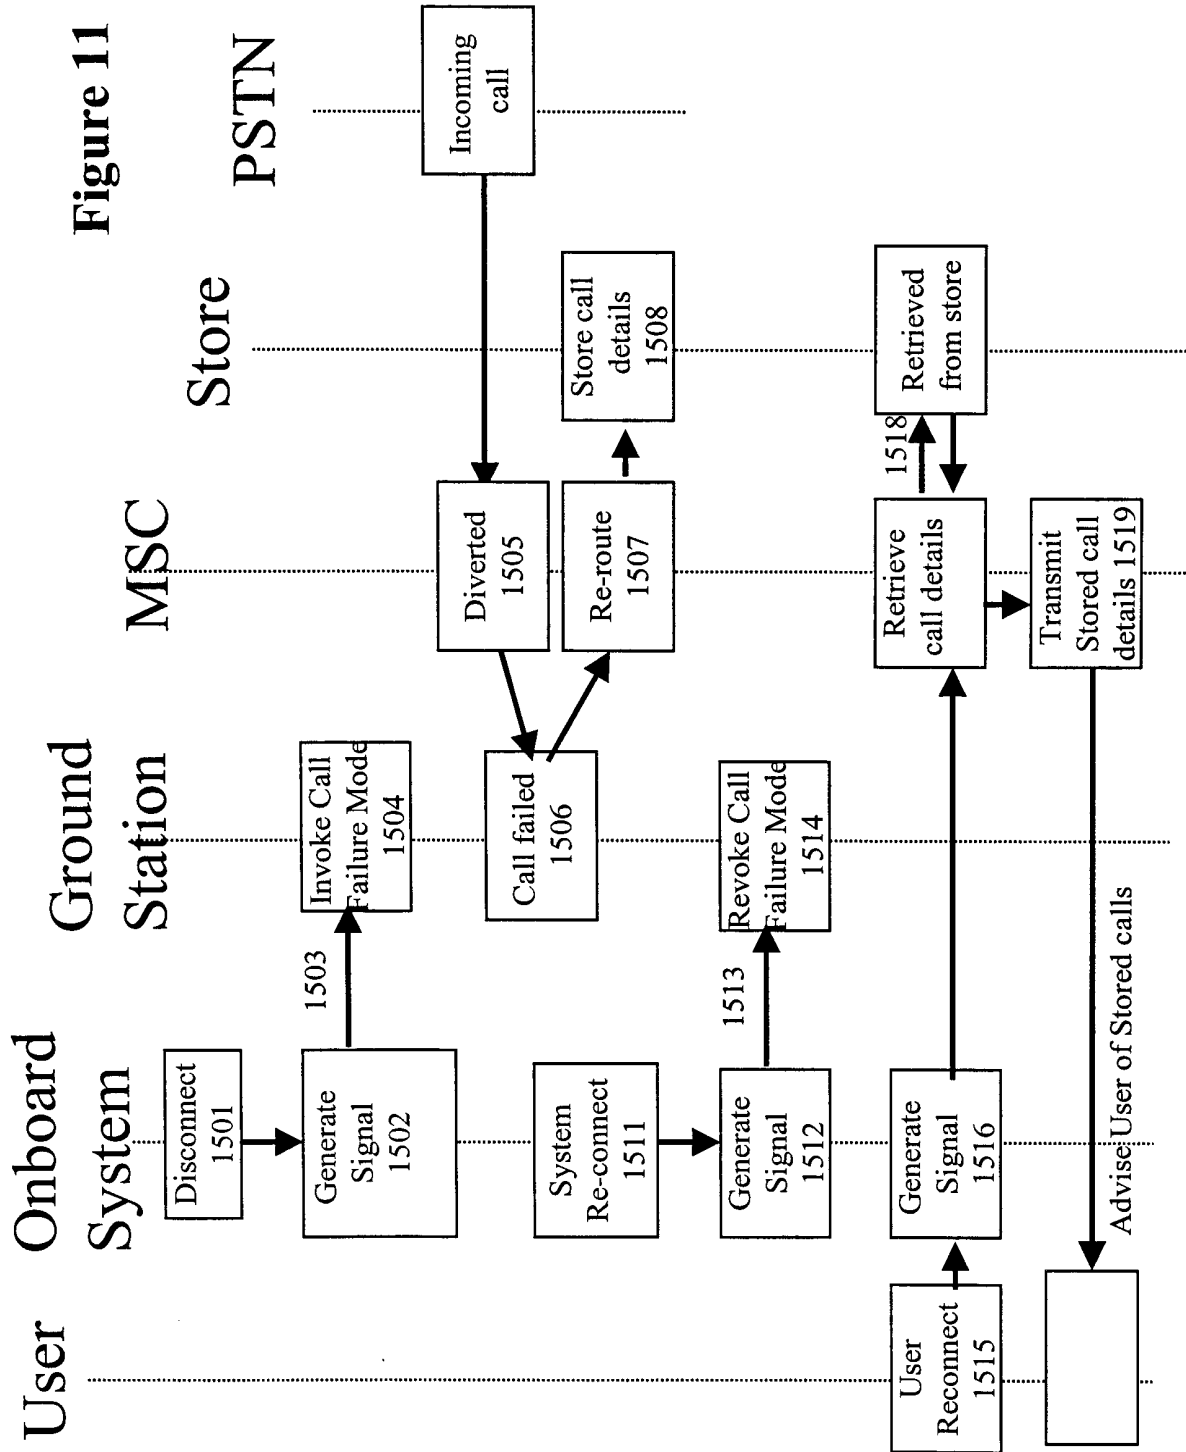 Figure 11
User
Onboard
System
Ground
Station
MSC
Store
PSTN
Disconnect
1501
Generate
Signal
1502
1503
Invoke Call
Failure Mode
1504
Incoming
call
Diverted
1505
Call failed
1506
Re-route
1507
Store call
details
1508
System
Re-connect
1511
Generate
Signal
1512
1513
Revoke Call
Failure Mode
1514
User
Reconnect
1515
Generate
Signal
1516
Retrieve
call details
1518
Retrieved
from store
Transmit
Stored call
details 1519
Advise User of Stored calls